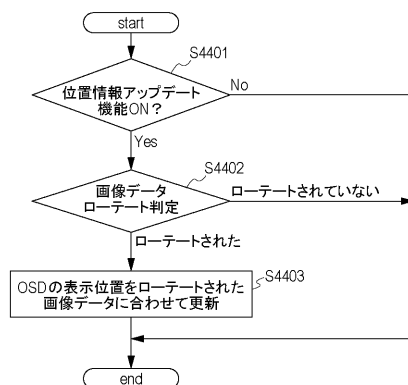 start
S4401
位置情報アップデート
機能ON?
No
Yes
S4402
画像データ
ローテート判定
ローテートされていない
ローテートされた
S4403
OSDの表示位置をローテートされた
画像データに合わせて更新
end